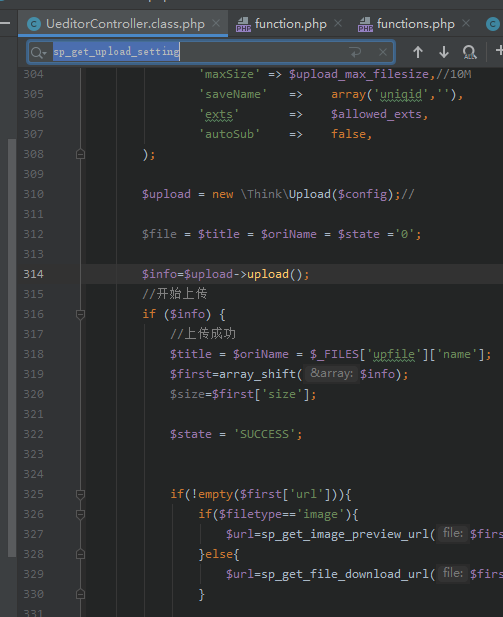 UeditorController.class.php × function.php × functions.php ×
sp_get_upload_setting
304 'maxSize' => $upload_max_filesize,//10M
305 'saveName' => array('uniqid',''),
306 'exts' => $allowed_exts,
307 'autoSub' => false,
308 );
309
310 $upload = new \Think\Upload($config);//
311
312 $file = $title = $oriName = $state ='0';
313
314 $info=$upload->upload();
315 //开始上传
316 if ($info) {
317 //上传成功
318 $title = $oriName = $_FILES['upfile']['name'];
319 $first=array_shift( &array: $info);
320 $size=$first['size'];
321
322 $state = 'SUCCESS';
323
324
325 if(!empty($first['url'])){
326 if($filetype=='image'){
327 $url=sp_get_image_preview_url( file: $firs
328 }else{
329 $url=sp_get_file_download_url( file: $firs
330 }
331